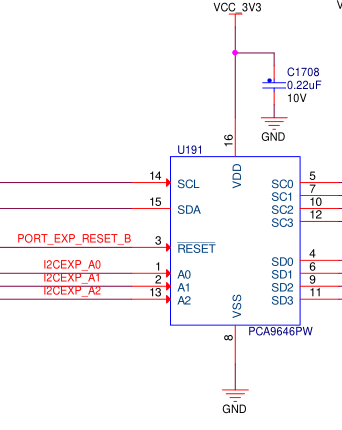 VCC_3V3
C1708
0.22uF
10V
GND
16
U191
VDD
14 SCL
15 SDA
PORT_EXP_RESET_B 3 RESET
I2CEXP_A0 1 A0
I2CEXP_A1 2 A1
I2CEXP_A2 13 A2
SC0 5
SC1 7
SC2 10
SC3 12
SD0 4
SD1 6
SD2 9
SD3 11
VSS
PCA9646PW
8
GND